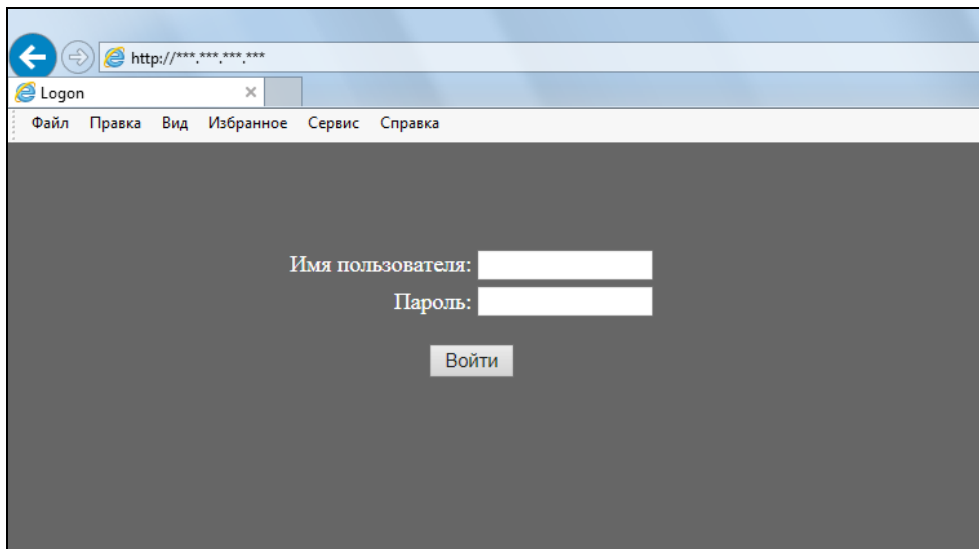 http://***.***.***.***
Logon
Файл Правка Вид Избранное Сервис Справка
Имя пользователя:
Пароль:
Войти